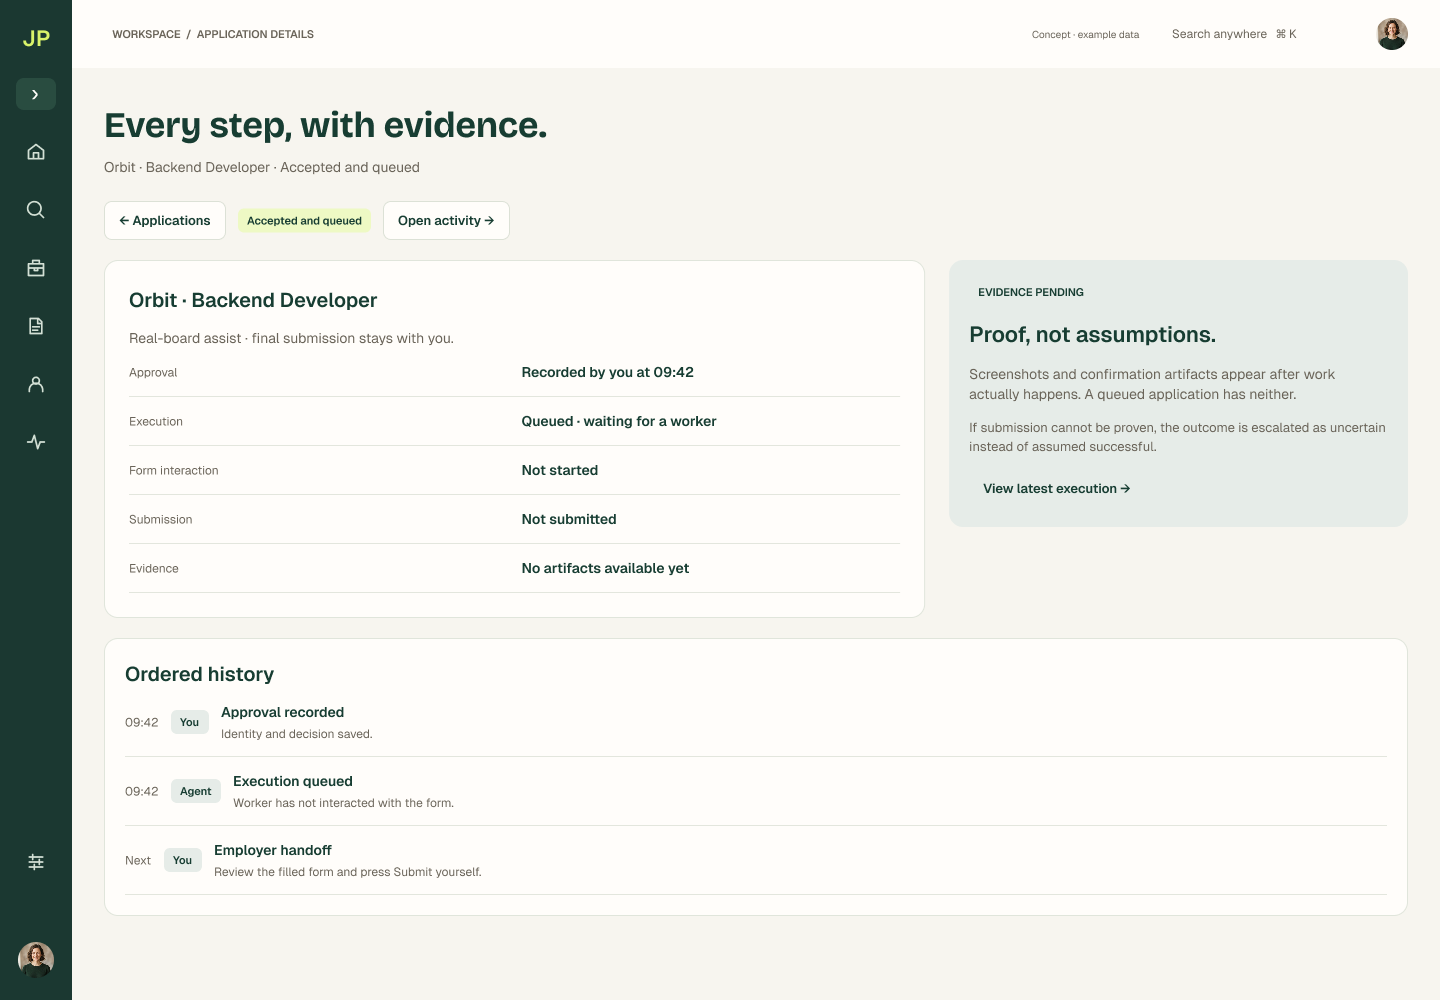 JP
WORKSPACE / APPLICATION DETAILS
Concept · example data
Search anywhere ⌘ K
Every step, with evidence.
Orbit · Backend Developer · Accepted and queued
← Applications
Accepted and queued
Open activity →
Orbit · Backend Developer
Real-board assist · final submission stays with you.
Approval Recorded by you at 09:42
Execution Queued · waiting for a worker
Form interaction Not started
Submission Not submitted
Evidence No artifacts available yet
EVIDENCE PENDING
Proof, not assumptions.
Screenshots and confirmation artifacts appear after work
actually happens. A queued application has neither.
If submission cannot be proven, the outcome is escalated as uncertain
instead of assumed successful.
View latest execution →
Ordered history
09:42 You Approval recorded
Identity and decision saved.
09:42 Agent Execution queued
Worker has not interacted with the form.
Next You Employer handoff
Review the filled form and press Submit yourself.